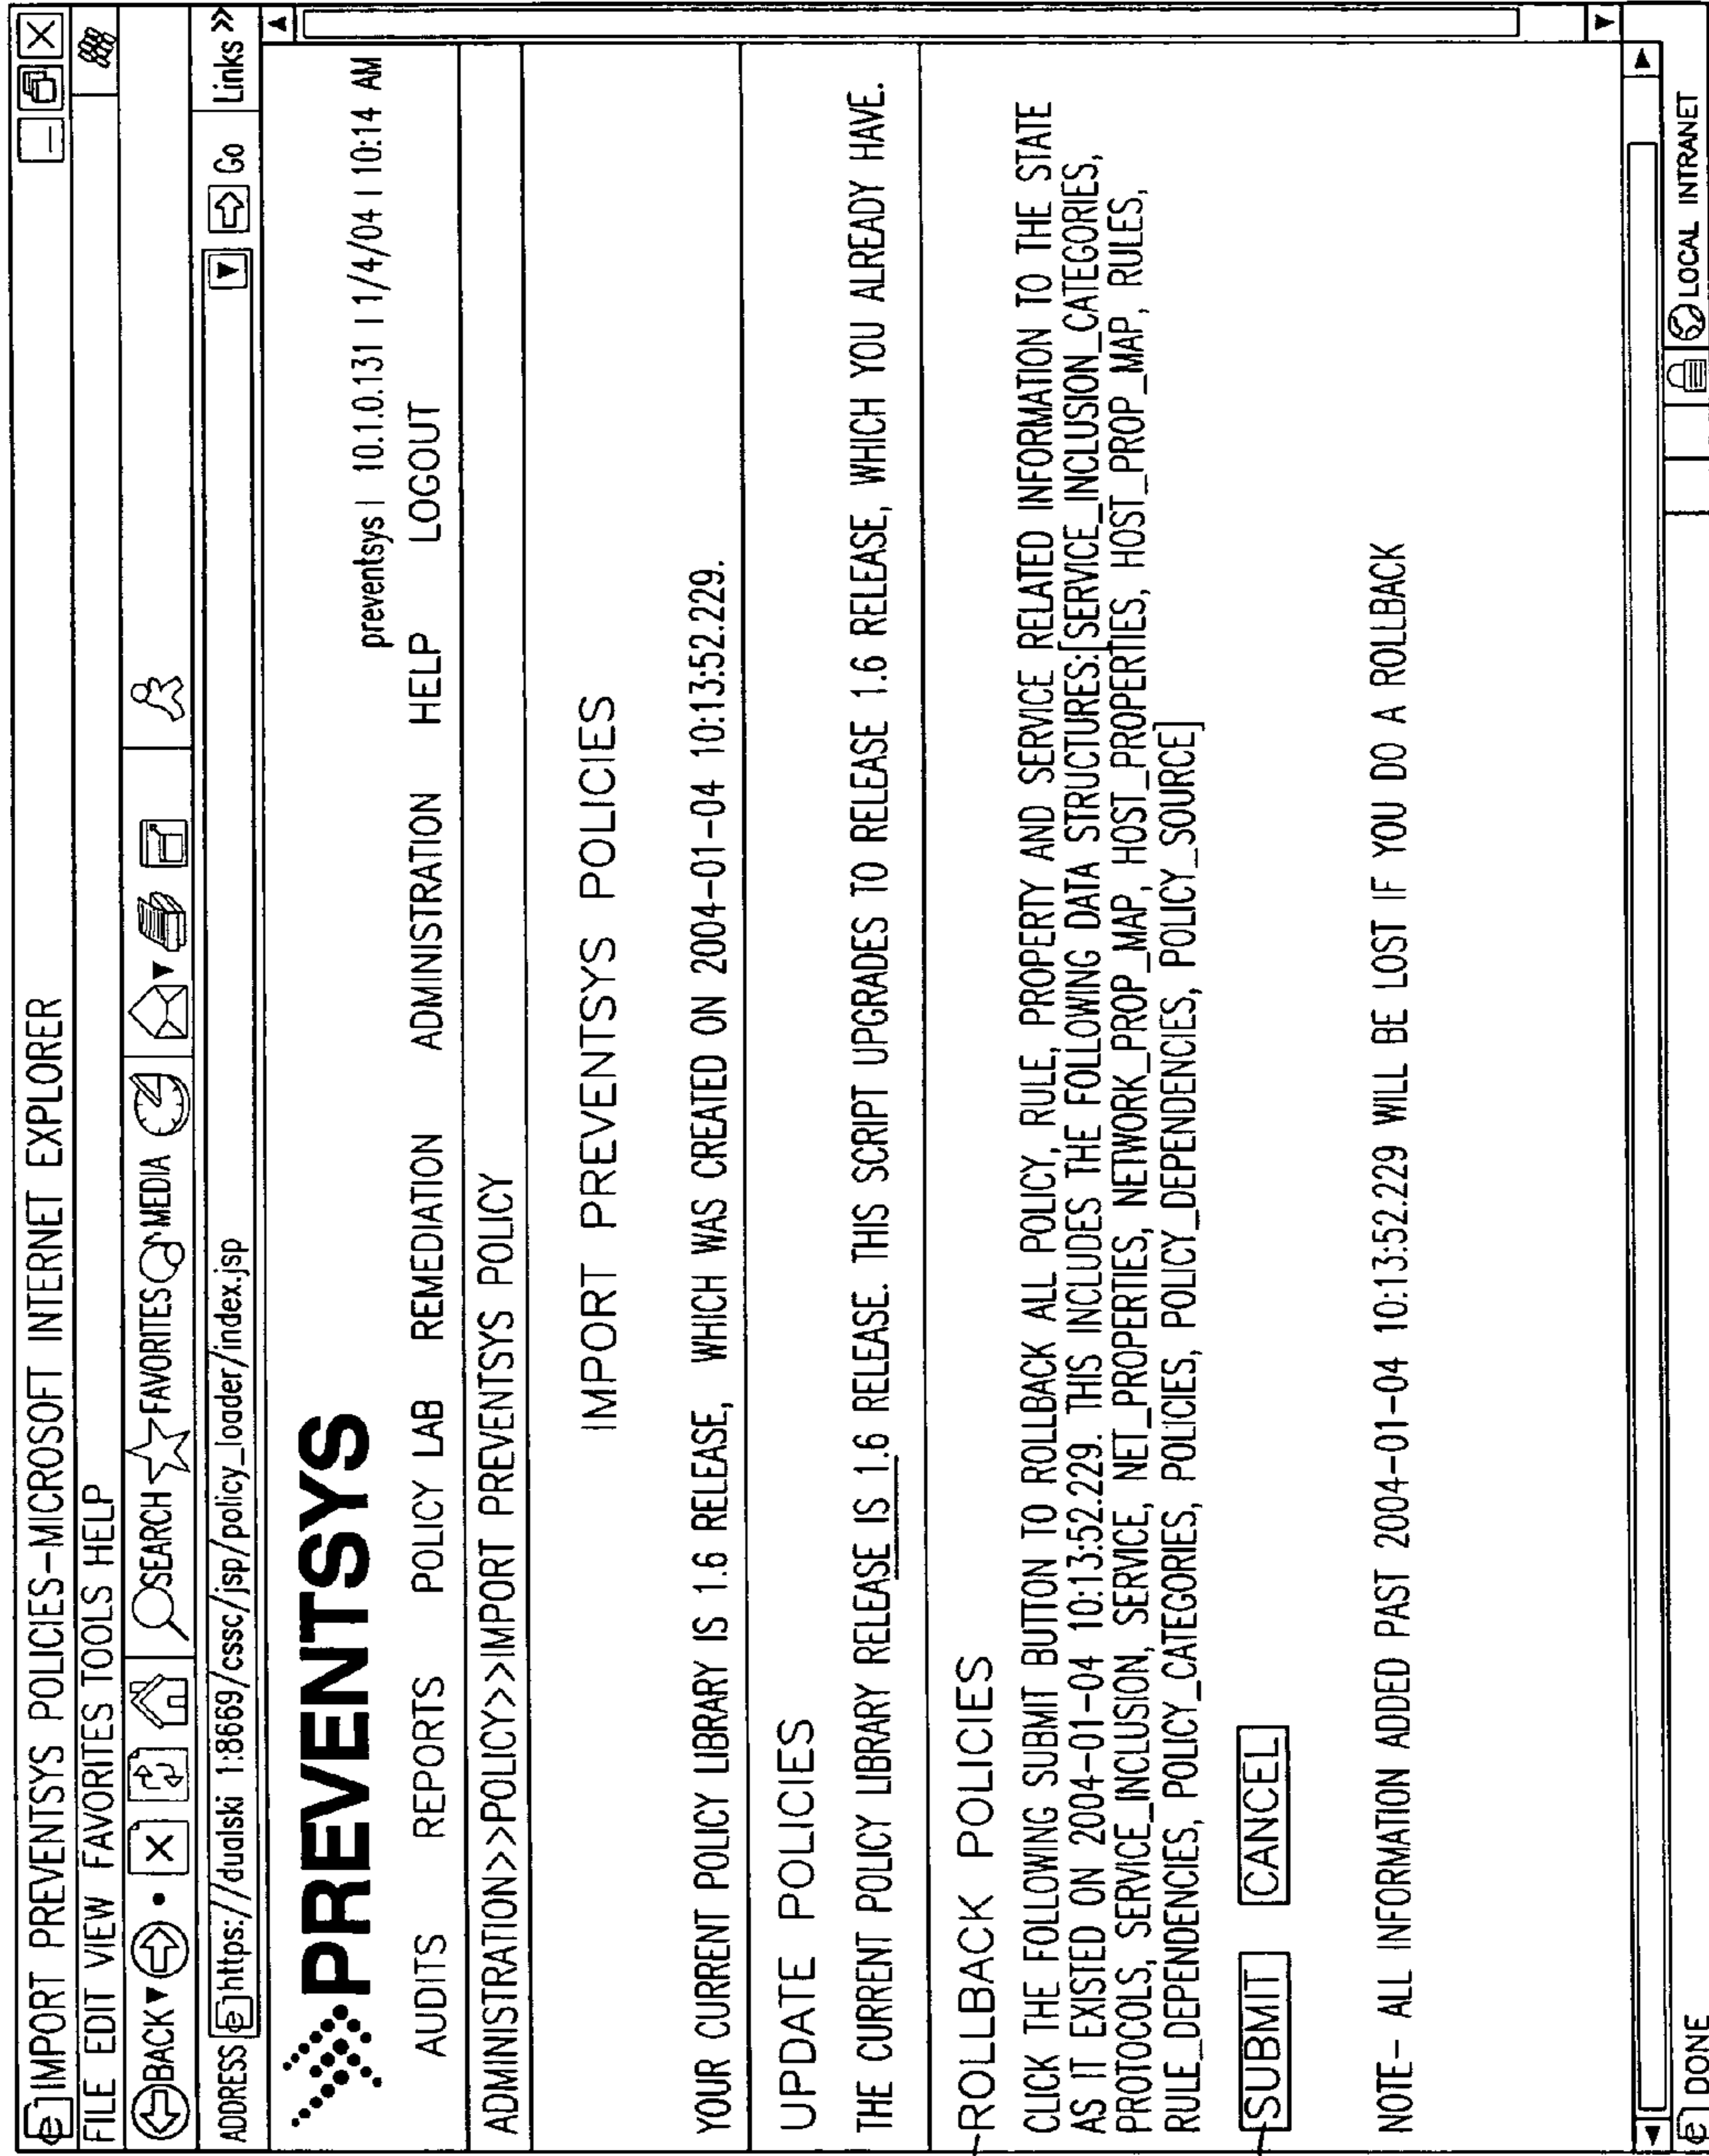 IMPORT PREVENTSYS POLICIES-MICROSOFT INTERNET EXPLORER
FILE EDIT VIEW FAVORITES TOOLS HELP
BACK SEARCH FAVORITES MEDIA
ADDRESS https://dualski 1:8669/cssc/jsp/policy_loader/index.jsp Go Links >>
PREVENTSYS
preventsys | 10.1.0.131 | 1/4/04 | 10:14 AM
AUDITS REPORTS POLICY LAB REMEDIATION ADMINISTRATION HELP LOGOUT
ADMINISTRATION>>POLICY>>IMPORT PREVENTSYS POLICY
IMPORT PREVENTSYS POLICIES
YOUR CURRENT POLICY LIBRARY IS 1.6 RELEASE, WHICH WAS CREATED ON 2004-01-04 10:13:52.229.
UPDATE POLICIES
THE CURRENT POLICY LIBRARY RELEASE IS 1.6 RELEASE. THIS SCRIPT UPGRADES TO RELEASE 1.6 RELEASE, WHICH YOU ALREADY HAVE.
ROLLBACK POLICIES
CLICK THE FOLLOWING SUBMIT BUTTON TO ROLLBACK ALL POLICY, RULE, PROPERTY AND SERVICE RELATED INFORMATION TO THE STATE
AS IT EXISTED ON 2004-01-04 10:13:52.229. THIS INCLUDES THE FOLLOWING DATA STRUCTURES:[SERVICE_INCLUSION_CATEGORIES,
PROTOCOLS, SERVICE_INCLUSION, SERVICE, NET_PROPERTIES, NETWORK_PROP_MAP, HOST_PROPERTIES, HOST_PROP_MAP, RULES,
RULE_DEPENDENCIES, POLICY_CATEGORIES, POLICIES, POLICY_DEPENDENCIES, POLICY_SOURCE]
SUBMIT CANCEL
NOTE- ALL INFORMATION ADDED PAST 2004-01-04 10:13:52.229 WILL BE LOST IF YOU DO A ROLLBACK
DONE LOCAL INTRANET